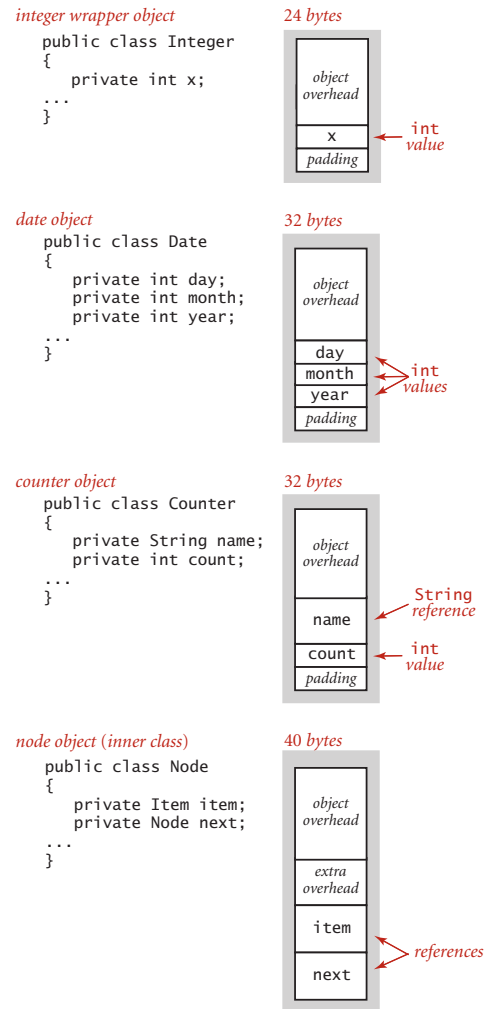 integer wrapper object
public class Integer
{
private int x;
...
}
24 bytes
object
overhead
x
padding
int
value
date object
public class Date
{
private int day;
private int month;
private int year;
...
}
32 bytes
object
overhead
day
month
year
padding
int
values
counter object
public class Counter
{
private String name;
private int count;
...
}
32 bytes
object
overhead
name
count
padding
String
reference
int
value
node object (inner class)
public class Node
{
private Item item;
private Node next;
...
}
40 bytes
object
overhead
extra
overhead
item
next
references